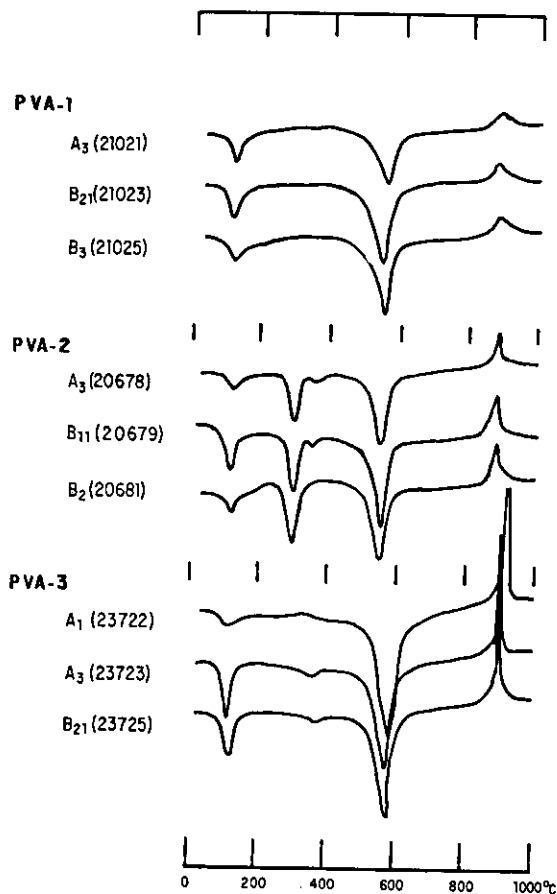 PVA-1
A3 (21021)
B21(21023)
B3 (21025)
PVA-2
A3 (20678)
B11 (20679)
B2 (20681)
PVA-3
A1 (23722)
A3 (23723)
B21(23725)
0 200 400 600 800 1000°C